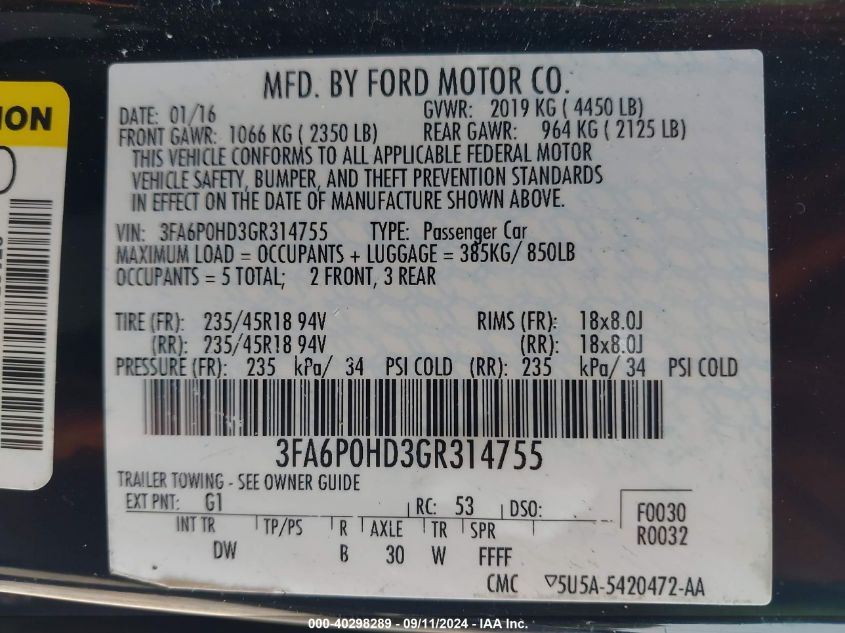 MFD. BY FORD MOTOR CO.
DATE: 01/16 GVWR: 2019 KG ( 4450 LB)
FRONT GAWR: 1066 KG ( 2350 LB) REAR GAWR: 964 KG ( 2125 LB)
THIS VEHICLE CONFORMS TO ALL APPLICABLE FEDERAL MOTOR
VEHICLE SAFETY, BUMPER, AND THEFT PREVENTION STANDARDS
IN EFFECT ON THE DATE OF MANUFACTURE SHOWN ABOVE.
VIN: 3FA6P0HD3GR314755 TYPE: Passenger Car
MAXIMUM LOAD = OCCUPANTS + LUGGAGE = 385KG/ 850LB
OCCUPANTS = 5 TOTAL; 2 FRONT, 3 REAR
TIRE (FR): 235/45R18 94V RIMS (FR): 18x8.0J
(RR): 235/45R18 94V (RR): 18x8.0J
PRESSURE (FR): 235 kPa/ 34 PSI COLD (RR): 235 kPa/ 34 PSI COLD
3FA6P0HD3GR314755
TRAILER TOWING - SEE OWNER GUIDE
EXT PNT: G1 RC: 53 DSO:
F0030
R0032
INT TR TP/PS R AXLE TR SPR
DW B 30 W FFFF
CMC ▽5U5A-5420472-AA
000-40298289 - 09/11/2024 - IAA Inc.